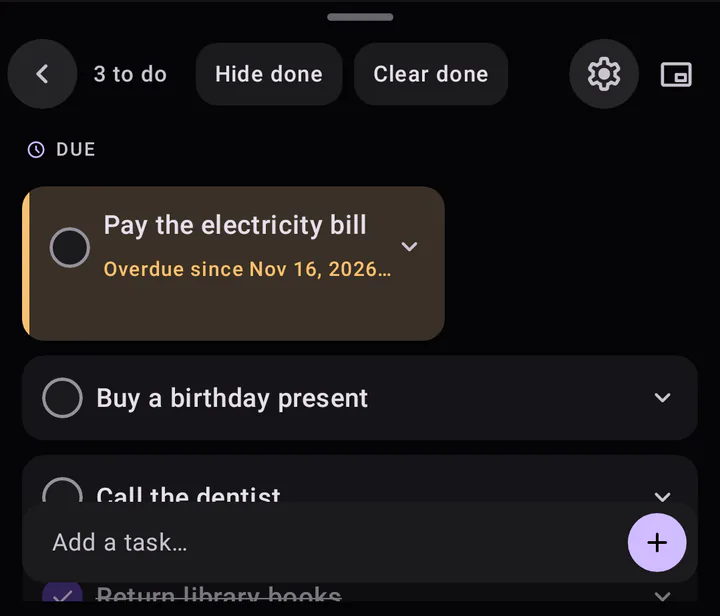 3 to do
Hide done
Clear done
DUE
Pay the electricity bill
Overdue since Nov 16, 2026…
Buy a birthday present
Call the dentist
Add a task…
Return library books